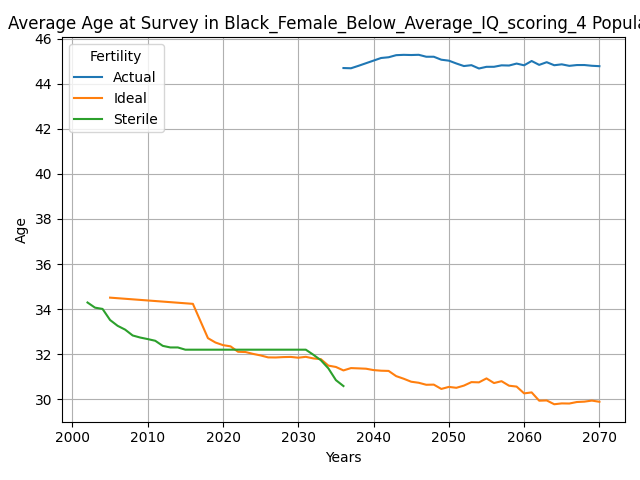 Average Age at Survey in Black_Female_Below_Average_IQ_scoring_4 Popula
46
44
42
40
38
36
34
32
30
Age
Fertility
Actual
Ideal
Sterile
2000 2010 2020 2030 2040 2050 2060 2070
Years